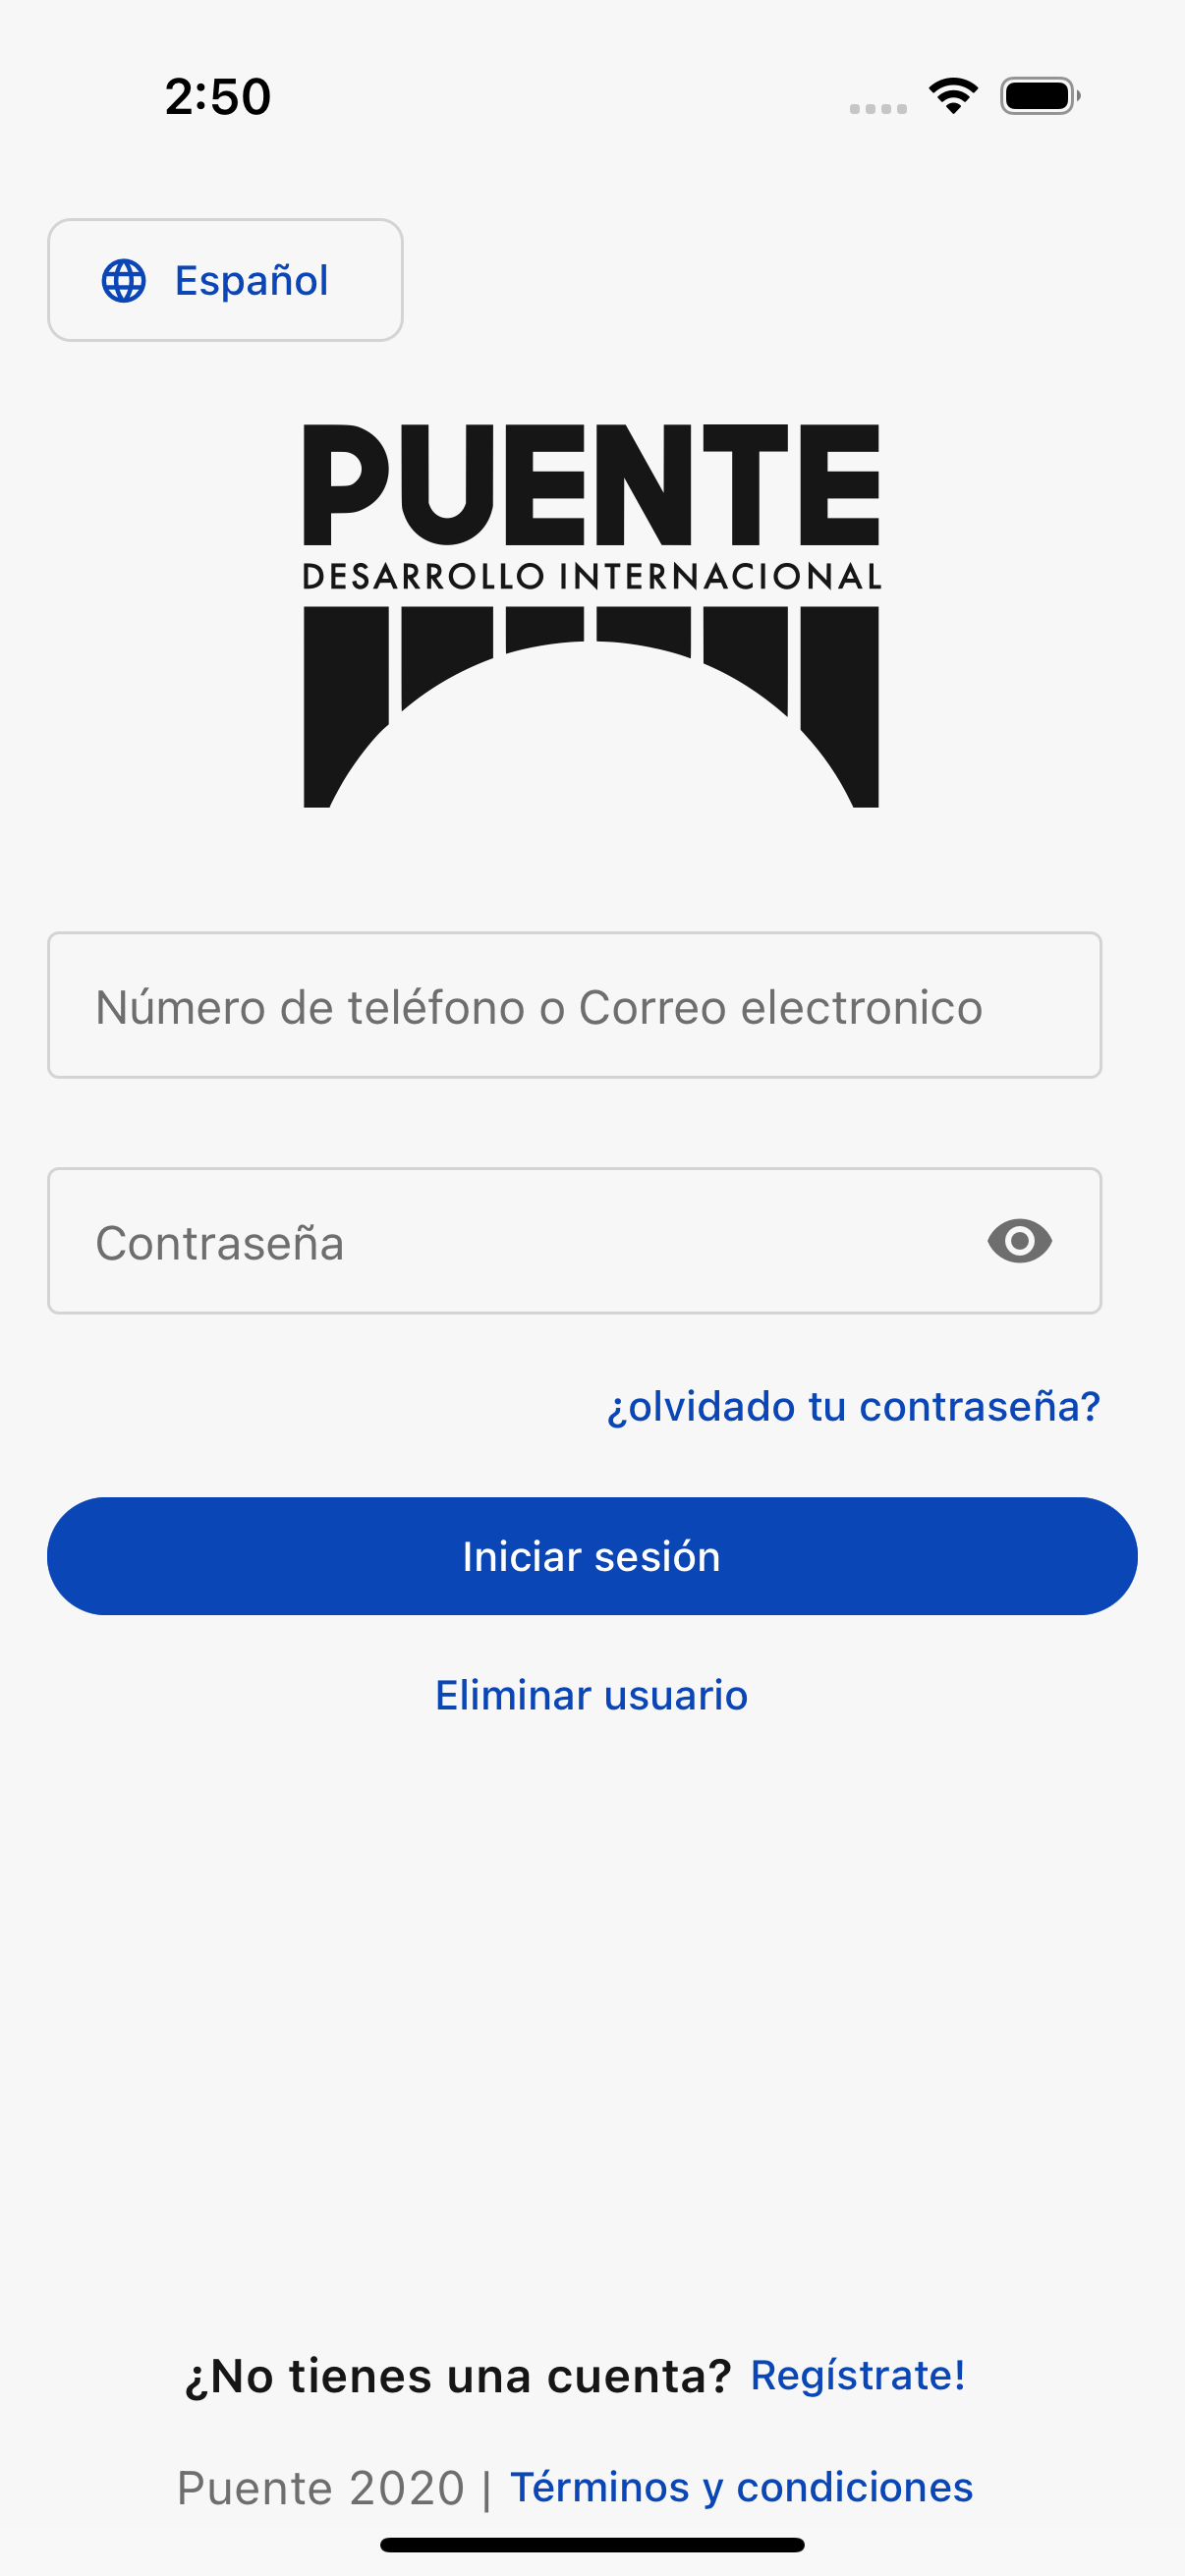 2:50
Español
PUENTE
DESARROLLO INTERNACIONAL
Número de teléfono o Correo electronico
Contraseña
¿olvidado tu contraseña?
Iniciar sesión
Eliminar usuario
¿No tienes una cuenta? Regístrate!
Puente 2020 | Términos y condiciones